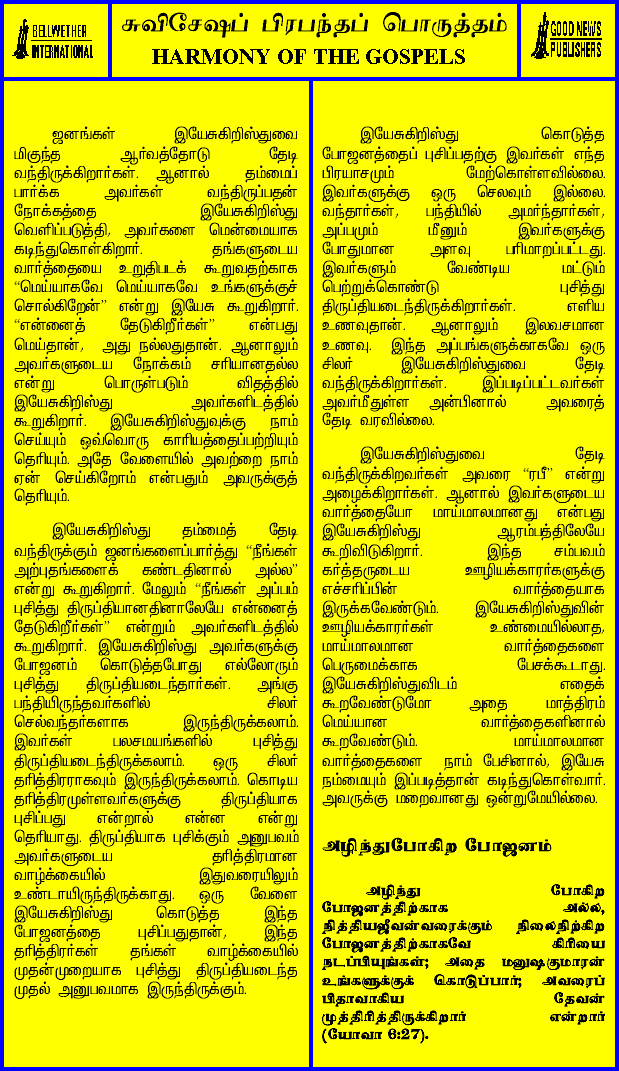 BELLWETHER
INTERNATIONAL
சுவிசேஷப் பிரபந்தப் பொருத்தம்
HARMONY OF THE GOSPELS
GOOD NEWS
PUBLISHERS
ஜனங்கள் இயேசுகிறிஸ்துவை
மிகுந்த ஆர்வத்தோடு தேடி
வந்திருக்கிறார்கள். ஆனால் தம்மைப்
பார்க்க அவர்கள் வந்திருப்பதன்
நோக்கத்தை இயேசுகிறிஸ்து
வெளிப்படுத்தி, அவர்களை மென்மையாக
கடிந்துகொள்கிறார். தங்களுடைய
வார்த்தையை உறுதிபடக் கூறுவதற்காக
“மெய்யாகவே மெய்யாகவே உங்களுக்குச்
சொல்கிறேன்” என்று இயேசு கூறுகிறார்.
“என்னைத் தேடுகிறீர்கள்” என்பது
மெய்தான், அது நல்லதுதான். ஆனாலும்
அவர்களுடைய நோக்கம் சரியானதல்ல
என்று பொருள்படும் விதத்தில்
இயேசுகிறிஸ்து அவர்களிடத்தில்
கூறுகிறார். இயேசுகிறிஸ்துவுக்கு நாம்
செய்யும் ஒவ்வொரு காரியத்தைப்பற்றியும்
தெரியும். அதே வேளையில் அவற்றை நாம்
ஏன் செய்கிறோம் என்பதும் அவருக்குத்
தெரியும்.
இயேசுகிறிஸ்து தம்மைத் தேடி
வந்திருக்கும் ஜனங்களைப்பார்த்து “நீங்கள்
அற்புதங்களைக் கண்டதினால் அல்ல”
என்று கூறுகிறார். மேலும் “நீங்கள் அப்பம்
புசித்து திருப்தியானதினாலேயே என்னைத்
தேடுகிறீர்கள்” என்றும் அவர்களிடத்தில்
கூறுகிறார். இயேசுகிறிஸ்து அவர்களுக்கு
போஜனம் கொடுத்தபோது எல்லோரும்
புசித்து திருப்தியடைந்தார்கள். அங்கு
பந்தியிருந்தவர்களில் சிலர்
செல்வந்தர்களாக இருந்திருக்கலாம்.
இவர்கள் பலசமயங்களில் புசித்து
திருப்தியடைந்திருக்கலாம். ஒரு சிலர்
தரித்திரராகவும் இருந்திருக்கலாம். கொடிய
தரித்திரமுள்ளவர்களுக்கு திருப்தியாக
புசிப்பது என்றால் என்ன என்று
தெரியாது. திருப்தியாக புசிக்கும் அனுபவம்
அவர்களுடைய தரித்திரமான
வாழ்க்கையில் இதுவரையிலும்
உண்டாயிருந்திருக்காது. ஒரு வேளை
இயேசுகிறிஸ்து கொடுத்த இந்த
போஜனத்தை புசிப்பதுதான், இந்த
தரித்திரர்கள் தங்கள் வாழ்க்கையில்
முதன்முறையாக புசித்து திருப்தியடைந்த
முதல் அனுபவமாக இருந்திருக்கும்.
இயேசுகிறிஸ்து கொடுத்த
போஜனத்தைப் புசிப்பதற்கு இவர்கள் எந்த
பிரயாசமும் மேற்கொள்ளவில்லை.
இவர்களுக்கு ஒரு செலவும் இல்லை.
வந்தார்கள், பந்தியில் அமர்ந்தார்கள்,
அப்பமும் மீனும் இவர்களுக்கு
போதுமான அளவு பரிமாறப்பட்டது.
இவர்களும் வேண்டிய மட்டும்
பெற்றுக்கொண்டு புசித்து
திருப்தியடைந்திருக்கிறார்கள். எளிய
உணவுதான். ஆனாலும் இலவசமான
உணவு. இந்த அப்பங்களுக்காகவே ஒரு
சிலர் இயேசுகிறிஸ்துவை தேடி
வந்திருக்கிறார்கள். இப்படிப்பட்டவர்கள்
அவர்மீதுள்ள அன்பினால் அவரைத்
தேடி வரவில்லை.
இயேசுகிறிஸ்துவை தேடி
வந்திருக்கிறவர்கள் அவரை “ரபீ” என்று
அழைக்கிறார்கள். ஆனால் இவர்களுடைய
வார்த்தையோ மாய்மாலமானது என்பது
இயேசுகிறிஸ்து ஆரம்பத்திலேயே
கூறிவிடுகிறார். இந்த சம்பவம்
கர்த்தருடைய ஊழியக்காரர்களுக்கு
எச்சரிப்பின் வார்த்தையாக
இருக்கவேண்டும். இயேசுகிறிஸ்துவின்
ஊழியக்காரர்கள் உண்மையில்லாத,
மாய்மாலமான வார்த்தைகளை
பெருமைக்காக பேசக்கூடாது.
இயேசுகிறிஸ்துவிடம் எதைக்
கூறவேண்டுமோ அதை மாத்திரம்
மெய்யான வார்த்தைகளினால்
கூறவேண்டும். மாய்மாலமான
வார்த்தைகளை நாம் பேசினால், இயேசு
நம்மையும் இப்படித்தான் கடிந்துகொள்வார்.
அவருக்கு மறைவானது ஒன்றுமேயில்லை.
அழிந்துபோகிற போஜனம்
அழிந்து போகிற
போஜனத்திற்காக அல்ல,
நித்தியஜீவன்வரைக்கும் நிலைநிற்கிற
போஜனத்திற்காகவே கிரியை
நடப்பியுங்கள்; அதை மனுஷகுமாரன்
உங்களுக்குக் கொடுப்பார்; அவரைப்
பிதாவாகிய தேவன்
முத்திரித்திருக்கிறார் என்றார்
(யோவா 6:27).